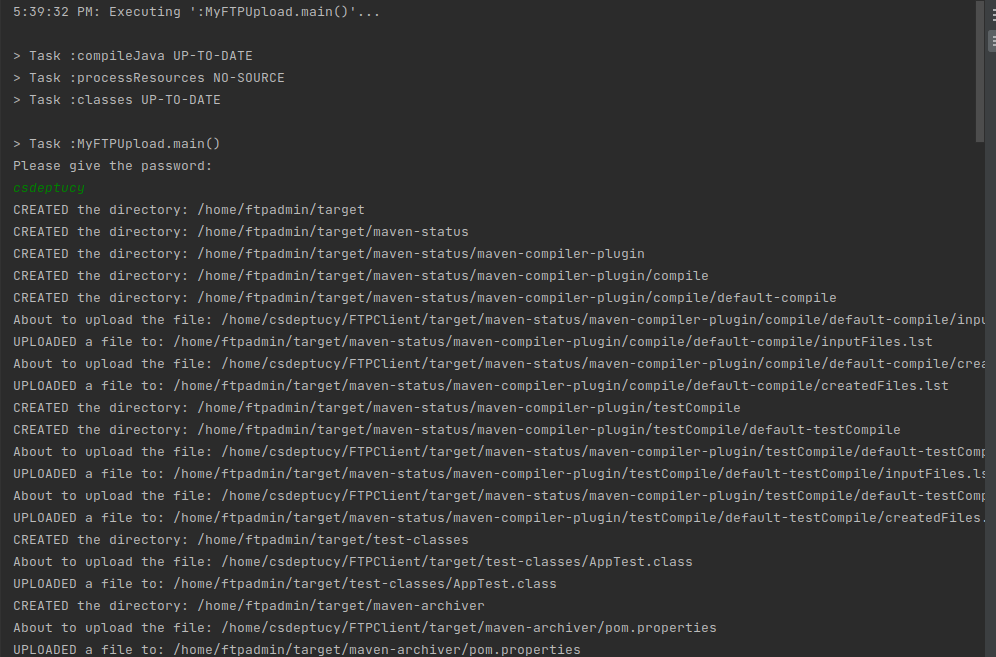 5:39:32 PM: Executing ':MyFTPUpload.main()'...
> Task :compileJava UP-TO-DATE
> Task :processResources NO-SOURCE
> Task :classes UP-TO-DATE
> Task :MyFTPUpload.main()
Please give the password:
csdeptucy
CREATED the directory: /home/ftpadmin/target
CREATED the directory: /home/ftpadmin/target/maven-status
CREATED the directory: /home/ftpadmin/target/maven-status/maven-compiler-plugin
CREATED the directory: /home/ftpadmin/target/maven-status/maven-compiler-plugin/compile
CREATED the directory: /home/ftpadmin/target/maven-status/maven-compiler-plugin/compile/default-compile
About to upload the file: /home/csdeptucy/FTPClient/target/maven-status/maven-compiler-plugin/compile/default-compile/inpu
UPLOADED a file to: /home/ftpadmin/target/maven-status/maven-compiler-plugin/compile/default-compile/inputFiles.lst
About to upload the file: /home/csdeptucy/FTPClient/target/maven-status/maven-compiler-plugin/compile/default-compile/crea
UPLOADED a file to: /home/ftpadmin/target/maven-status/maven-compiler-plugin/compile/default-compile/createdFiles.lst
CREATED the directory: /home/ftpadmin/target/maven-status/maven-compiler-plugin/testCompile
CREATED the directory: /home/ftpadmin/target/maven-status/maven-compiler-plugin/testCompile/default-testCompile
About to upload the file: /home/csdeptucy/FTPClient/target/maven-status/maven-compiler-plugin/testCompile/default-testComp
UPLOADED a file to: /home/ftpadmin/target/maven-status/maven-compiler-plugin/testCompile/default-testCompile/inputFiles.ls
About to upload the file: /home/csdeptucy/FTPClient/target/maven-status/maven-compiler-plugin/testCompile/default-testComp
UPLOADED a file to: /home/ftpadmin/target/maven-status/maven-compiler-plugin/testCompile/default-testCompile/createdFiles.
CREATED the directory: /home/ftpadmin/target/test-classes
About to upload the file: /home/csdeptucy/FTPClient/target/test-classes/AppTest.class
UPLOADED a file to: /home/ftpadmin/target/test-classes/AppTest.class
CREATED the directory: /home/ftpadmin/target/maven-archiver
About to upload the file: /home/csdeptucy/FTPClient/target/maven-archiver/pom.properties
UPLOADED a file to: /home/ftpadmin/target/maven-archiver/pom.properties